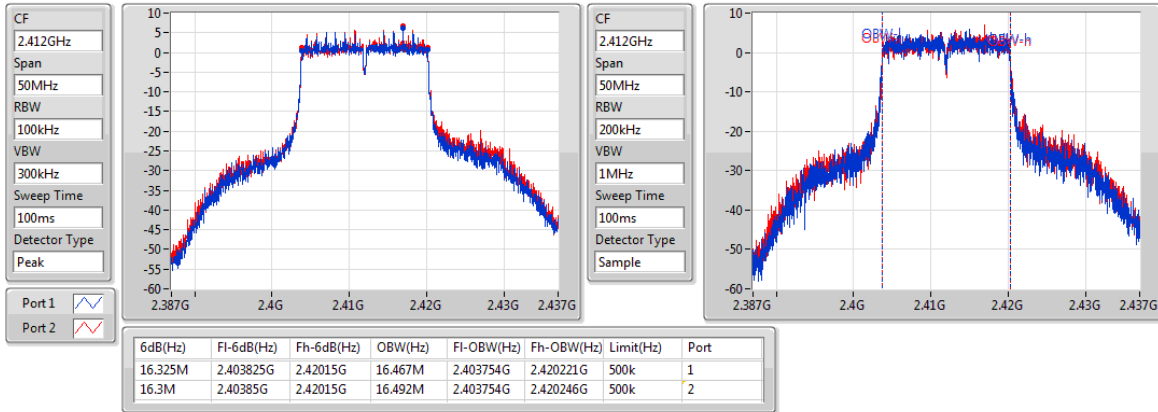 CF
2.412GHz
Span
50MHz
RBW
100kHz
VBW
300kHz
Sweep Time
100ms
Detector Type
Peak
Port 1
Port 2
10
5
0
-5
-10
-15
-20
-25
-30
-35
-40
-45
-50
-55
-60
2.387G 2.4G 2.41G 2.42G 2.43G 2.437G
CF
2.412GHz
Span
50MHz
RBW
200kHz
VBW
1MHz
Sweep Time
100ms
Detector Type
Sample
10
0
-10
-20
-30
-40
-50
-60
OBW-h
2.387G 2.4G 2.41G 2.42G 2.43G 2.437G
6dB(Hz) Fl-6dB(Hz) Fh-6dB(Hz) OBW(Hz) Fl-OBW(Hz) Fh-OBW(Hz) Limit(Hz) Port
16.325M 2.403825G 2.42015G 16.467M 2.403754G 2.420221G 500k 1
16.3M 2.40385G 2.42015G 16.492M 2.403754G 2.420246G 500k 2